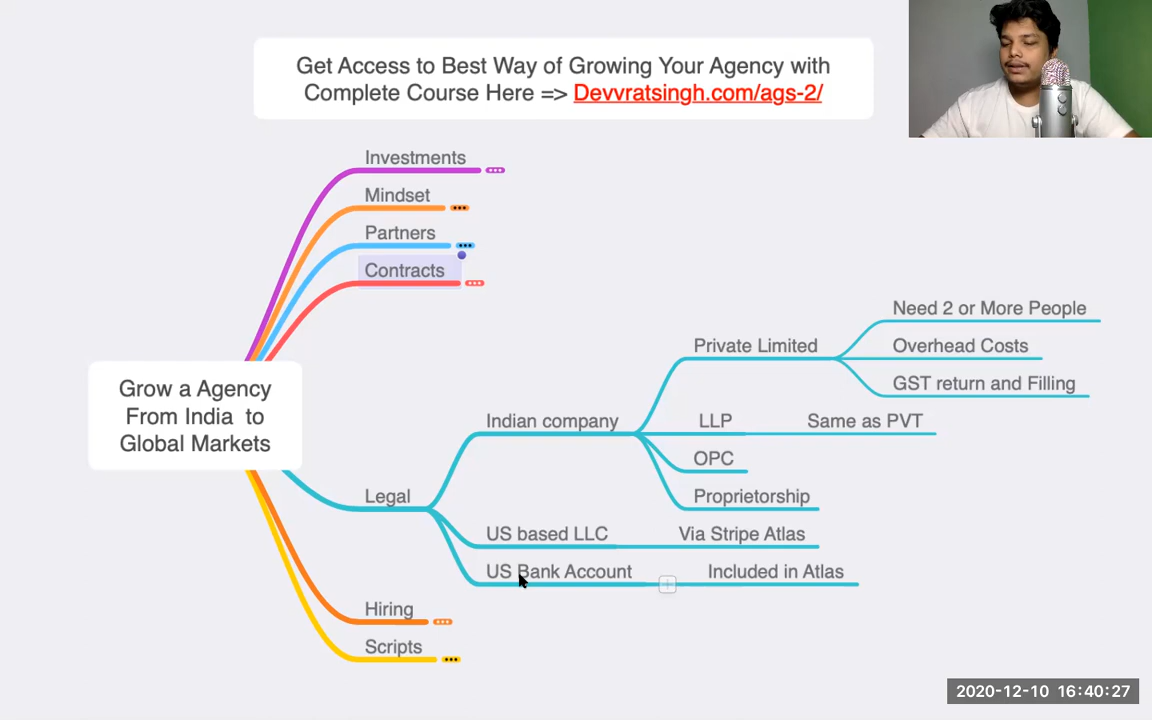 Get Access to Best Way of Growing Your Agency with
Complete Course Here => Devvratsingh.com/ags-2/
Investments
Mindset
Partners
Contracts
Grow a Agency
From India to
Global Markets
Legal
Indian company
Private Limited
Need 2 or More People
Overhead Costs
GST return and Filling
LLP
Same as PVT
OPC
Proprietorship
US based LLC
Via Stripe Atlas
US Bank Account
Included in Atlas
Hiring
Scripts
2020-12-10 16:40:27